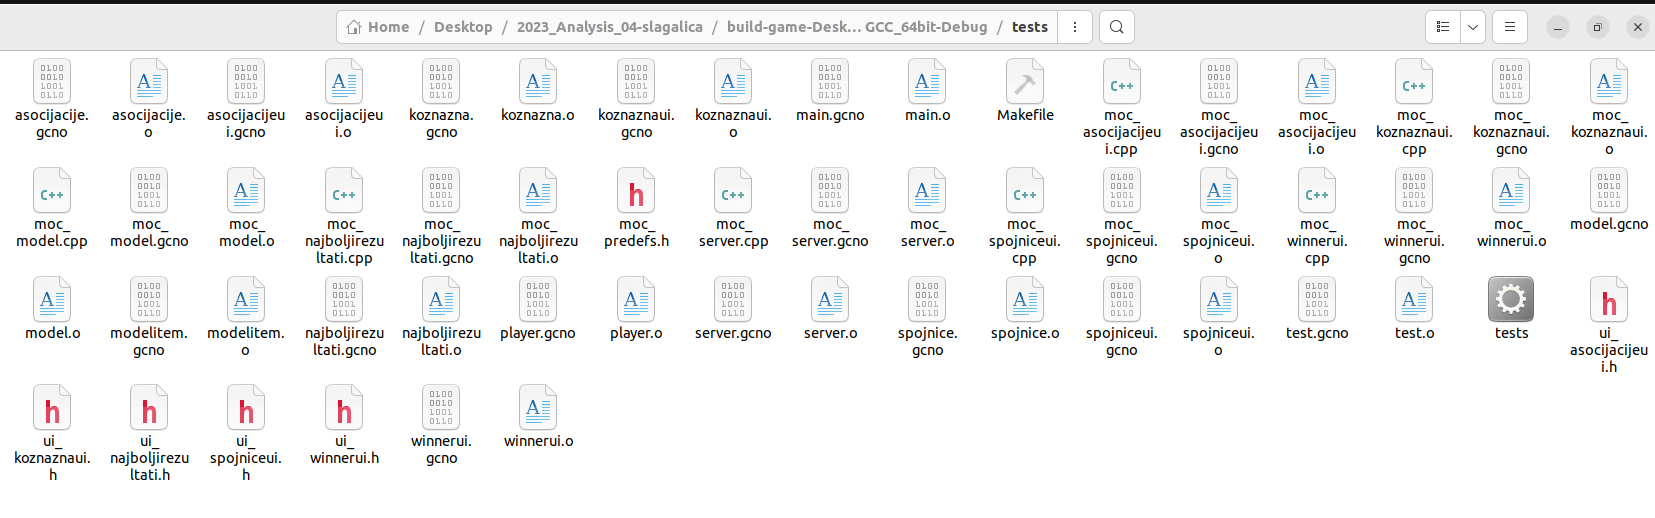 Home / Desktop / 2023_Analysis_04-slagalica / build-game-Desk... GCC_64bit-Debug / tests
asocijacije.gcno
asocijacije.o
asocijacijeui.gcno
asocijacijeui.o
koznazna.gcno
koznazna.o
koznaznaui.gcno
koznaznaui.o
main.gcno
main.o
Makefile
moc_asocijacijeui.cpp
moc_asocijacijeui.gcno
moc_asocijacijeui.o
moc_koznaznaui.cpp
moc_koznaznaui.gcno
moc_koznaznaui.o
moc_model.cpp
moc_model.gcno
moc_model.o
moc_najboljirezultati.cpp
moc_najboljirezultati.gcno
moc_najboljirezultati.o
moc_predefs.h
moc_server.cpp
moc_server.gcno
moc_server.o
moc_spojniceui.cpp
moc_spojniceui.gcno
moc_spojniceui.o
moc_winnerui.cpp
moc_winnerui.gcno
moc_winnerui.o
model.gcno
model.o
modelitem.gcno
modelitem.o
najboljirezultati.gcno
najboljirezultati.o
player.gcno
player.o
server.gcno
server.o
spojnice.gcno
spojnice.o
spojniceui.gcno
spojniceui.o
test.gcno
test.o
tests
ui_asocijacijeui.h
ui_koznaznaui.h
ui_najboljirezultati.h
ui_spojniceui.h
ui_winnerui.h
winnerui.gcno
winnerui.o